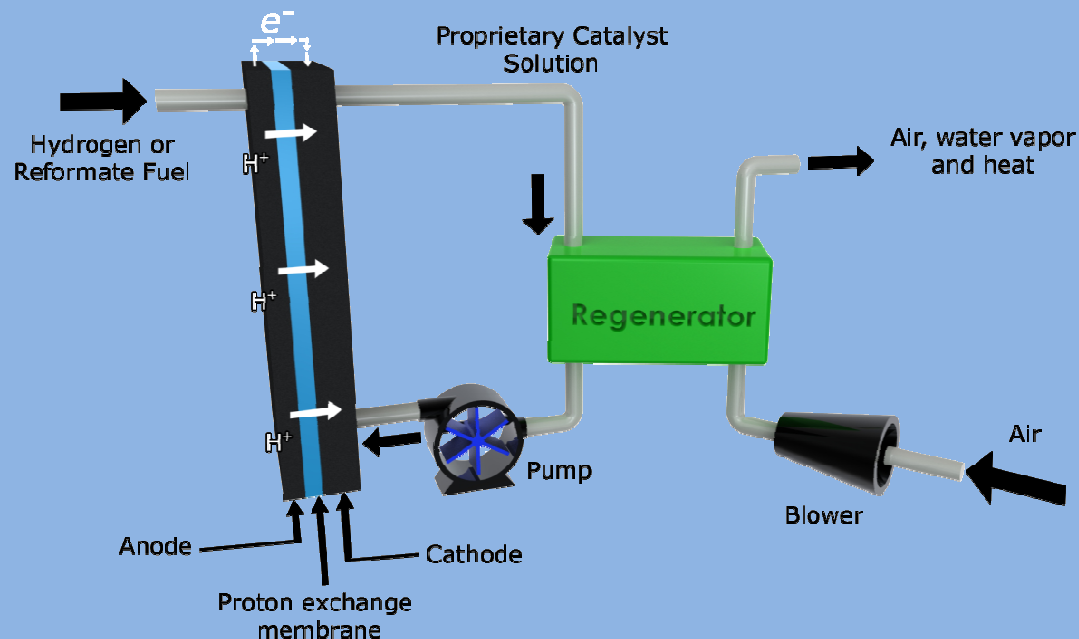 e⁻
Proprietary Catalyst
Solution
Hydrogen or
Reformate Fuel
H⁺
Air, water vapor
and heat
H⁺
Regenerator
H⁺
Air
Pump
Blower
Anode
Cathode
Proton exchange
membrane